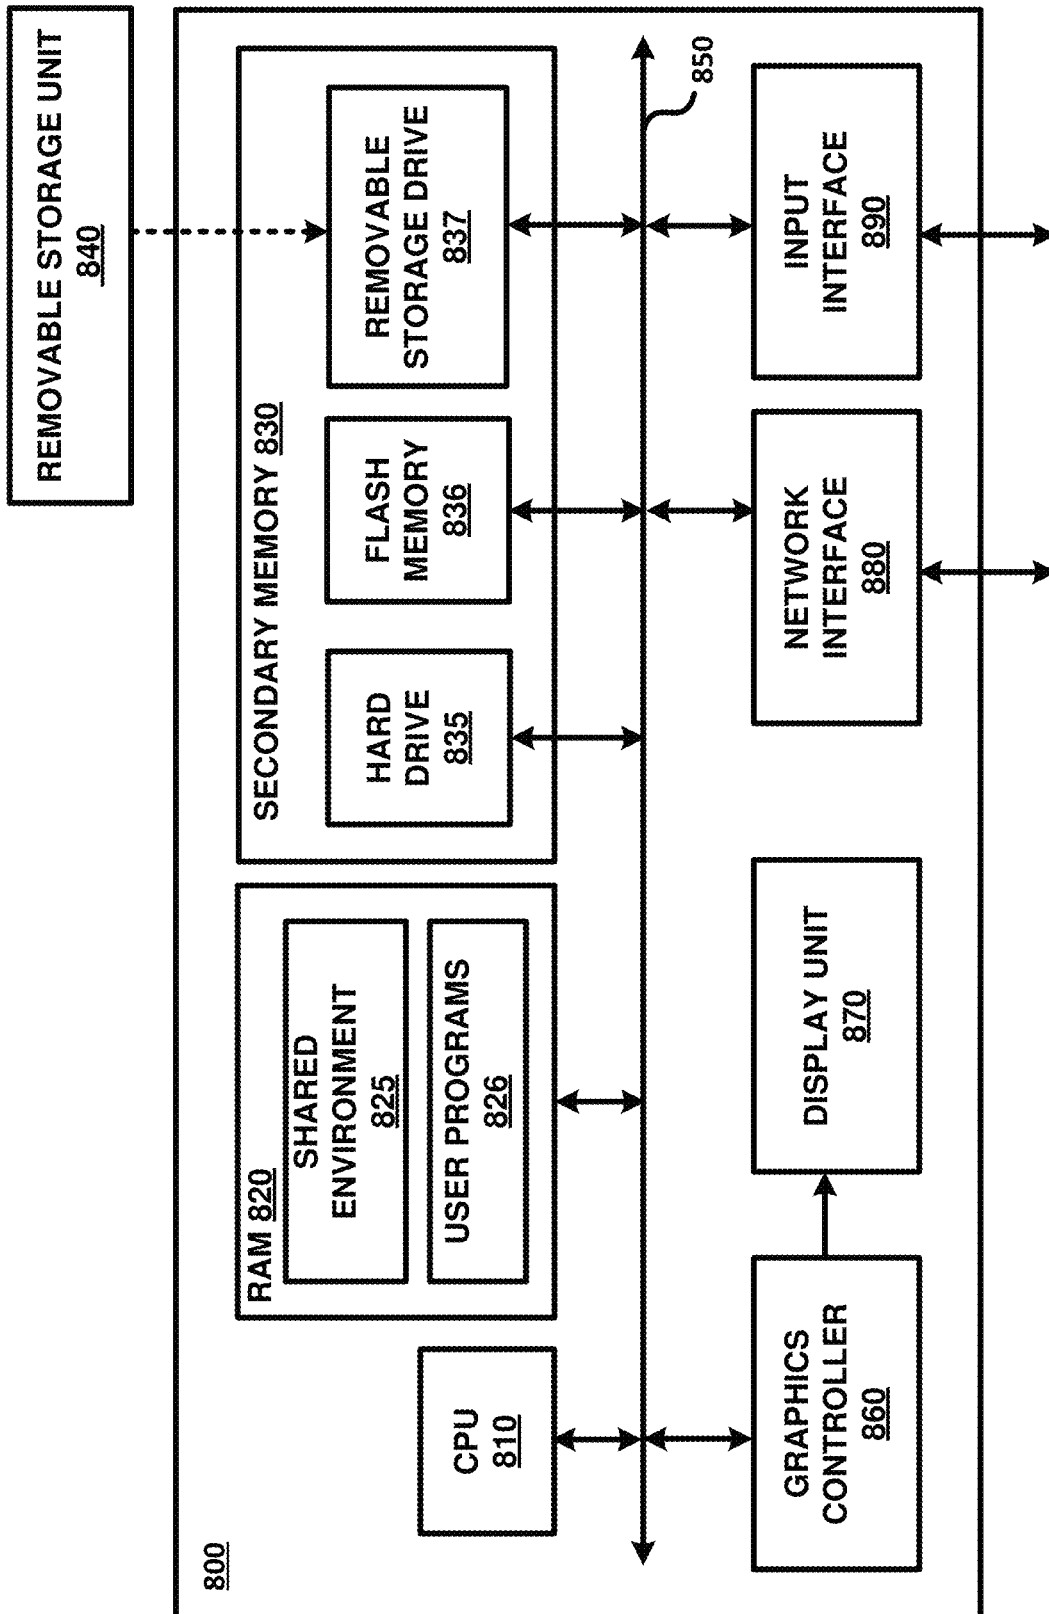 800
CPU
810
RAM 820
SHARED
ENVIRONMENT
825
USER PROGRAMS
826
SECONDARY MEMORY 830
HARD
DRIVE
835
FLASH
MEMORY
836
REMOVABLE
STORAGE DRIVE
837
REMOVABLE STORAGE UNIT
840
850
GRAPHICS
CONTROLLER
860
DISPLAY UNIT
870
NETWORK
INTERFACE
880
INPUT
INTERFACE
890